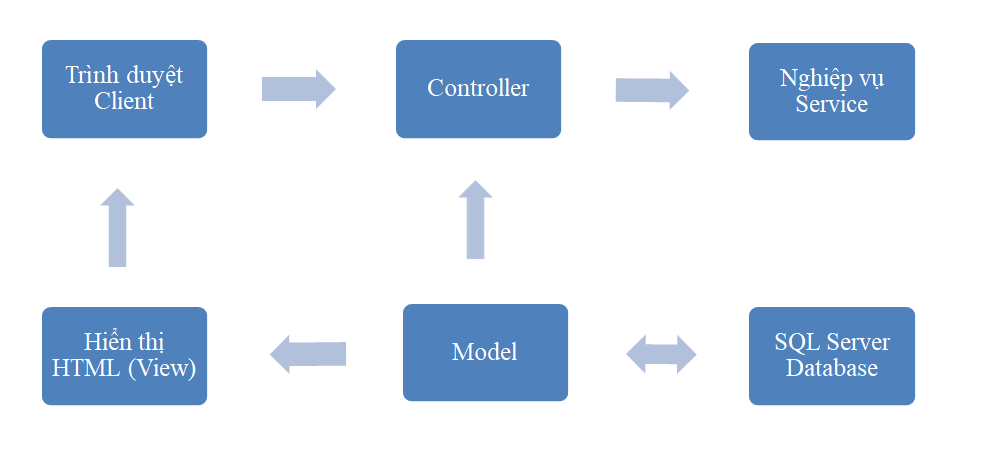 Trình duyệt
Client
Controller
Nghiệp vụ
Service
Hiển thị
HTML (View)
Model
SQL Server
Database